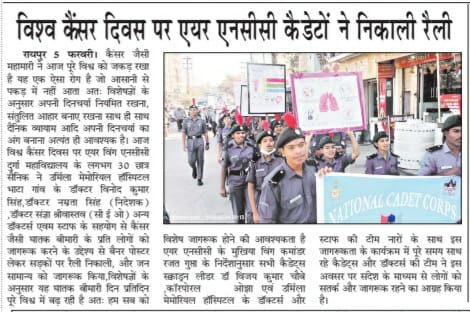 विश्व कैंसर दिवस पर एयर एनसीसी कैडेटों ने निकाली रैली
रायपुर 5 फरवरी। कैंसर जैसी
महामारी ने आज पूरे विश्व को जकड़ रखा
है यह एक ऐसा रोग है जो आसानी से
पकड़ में नहीं आता अतः विशेषज्ञों के
अनुसार अपनी दिनचर्या नियमित रखना,
संतुलित आहार बनाए रखना साथ ही साथ
दैनिक व्यायाम आदि अपनी दिनचर्या का
अंग बनाना अत्यंत ही आवश्यक है। आज
विश्व कैंसर दिवस पर एयर विंग एनसीसी
दुर्गा महाविद्यालय के लगभग 30 छात्र
सैनिक ने उर्मिला मेमोरियल हॉस्पिटल
भाटा गांव के डॉक्टर विनोद कुमार
सिंह,डॉक्टर नम्रता सिंह (निदेशक)
,डॉक्टर संज्ञा श्रीवास्तव (सी ई ओ) अन्य
डॉक्टर्स एवम स्टाफ के सहयोग से कैंसर
जैसी घातक बीमारी के प्रति लोगों को
जागरूक करने के उद्देश्य से बैनर पोस्टर
लेकर सड़कों पर रैली निकाली, और जन
सामान्य को जागरूक किया,विशेषज्ञों के
अनुसार यह घातक बीमारी दिन प्रतिदिन
पूरे विश्व में बढ़ रही है अतः हम सब को
NATIONAL CADET CORPS
विशेष जागरूक होने की आवश्यकता है
एयर एनसीसी के मुखिया विंग कमांडर
रजत गुप्ता के निर्देशानुसार सभी कैडेट्स
स्क्वाड्रन लीडर डॉ विजय कुमार चौबे
,कॉरपोरल ओझा एवं उर्मिला
मेमोरियल हॉस्पिटल के डॉक्टर्स और
स्टाफ की टीम नारों के साथ इस
जागरूकता के कार्यक्रम में पूरे समय साथ
रहे कैडेट्स और डॉक्टर्स की टीम ने इस
अवसर पर संदेश के माध्यम से लोगों को
सतर्क और जागरूक रहने का आग्रह किया
है।